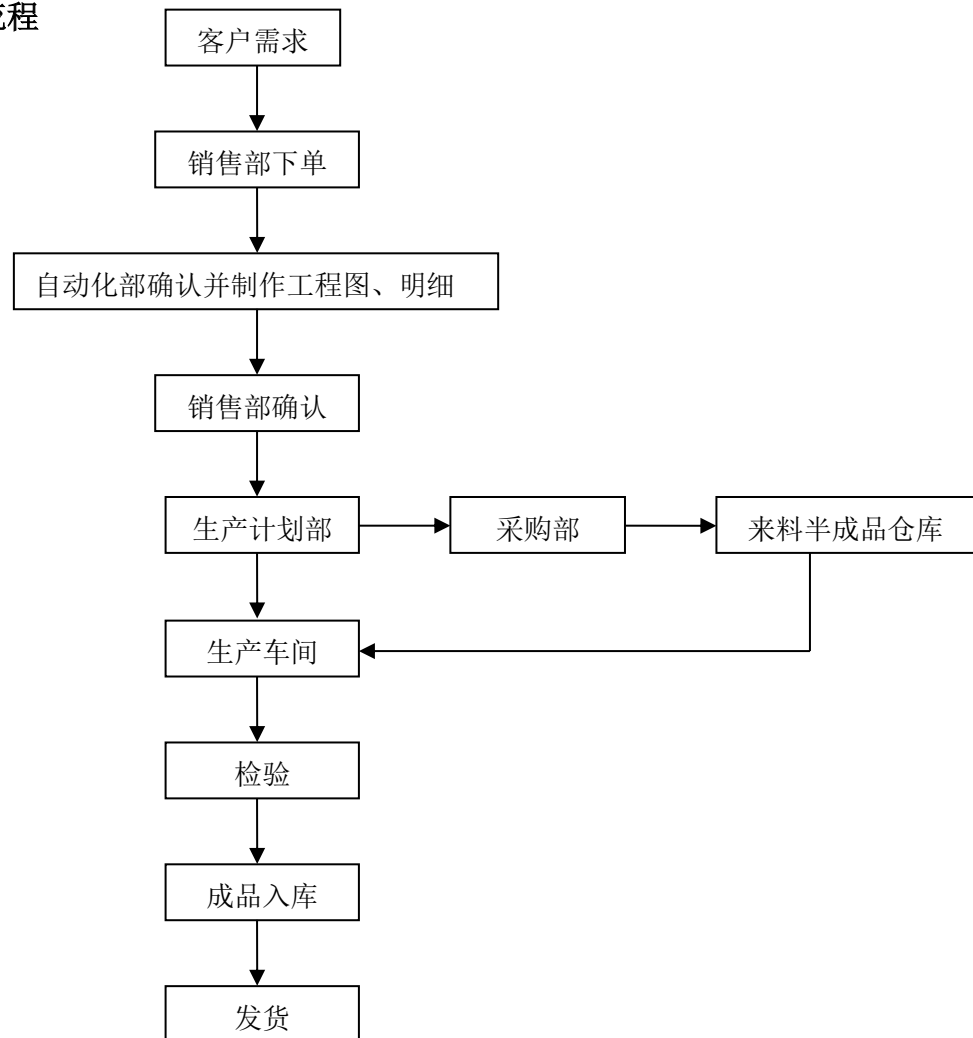 流程
客户需求
销售部下单
自动化部确认并制作工程图、明细
销售部确认
生产计划部
采购部
来料半成品仓库
生产车间
检验
成品入库
发货